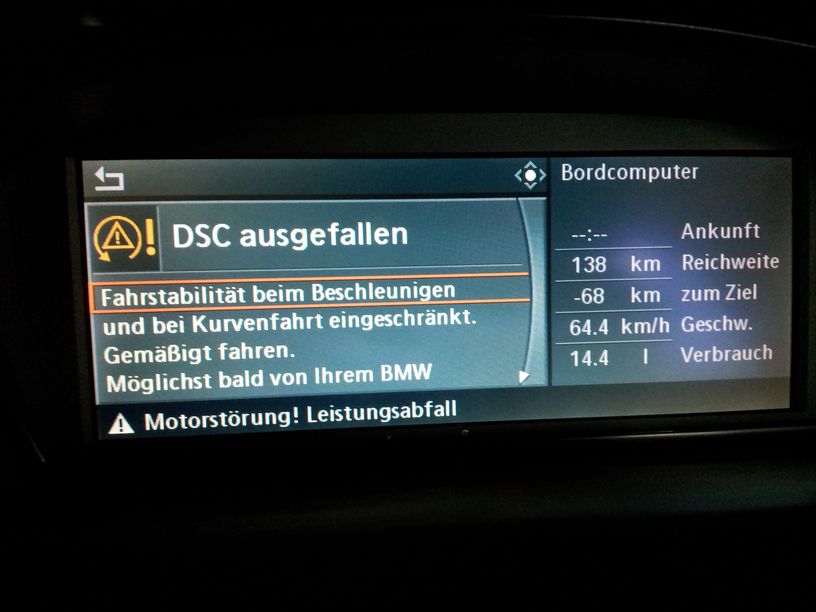 DSC ausgefallen
Fahrstabilität beim Beschleunigen
und bei Kurvenfahrt eingeschränkt.
Gemäßigt fahren.
Möglichst bald von Ihrem BMW
Motorstörung! Leistungsabfall
Bordcomputer
--:-- Ankunft
138 km Reichweite
-68 km zum Ziel
64.4 km/h Geschw.
14.4 l Verbrauch